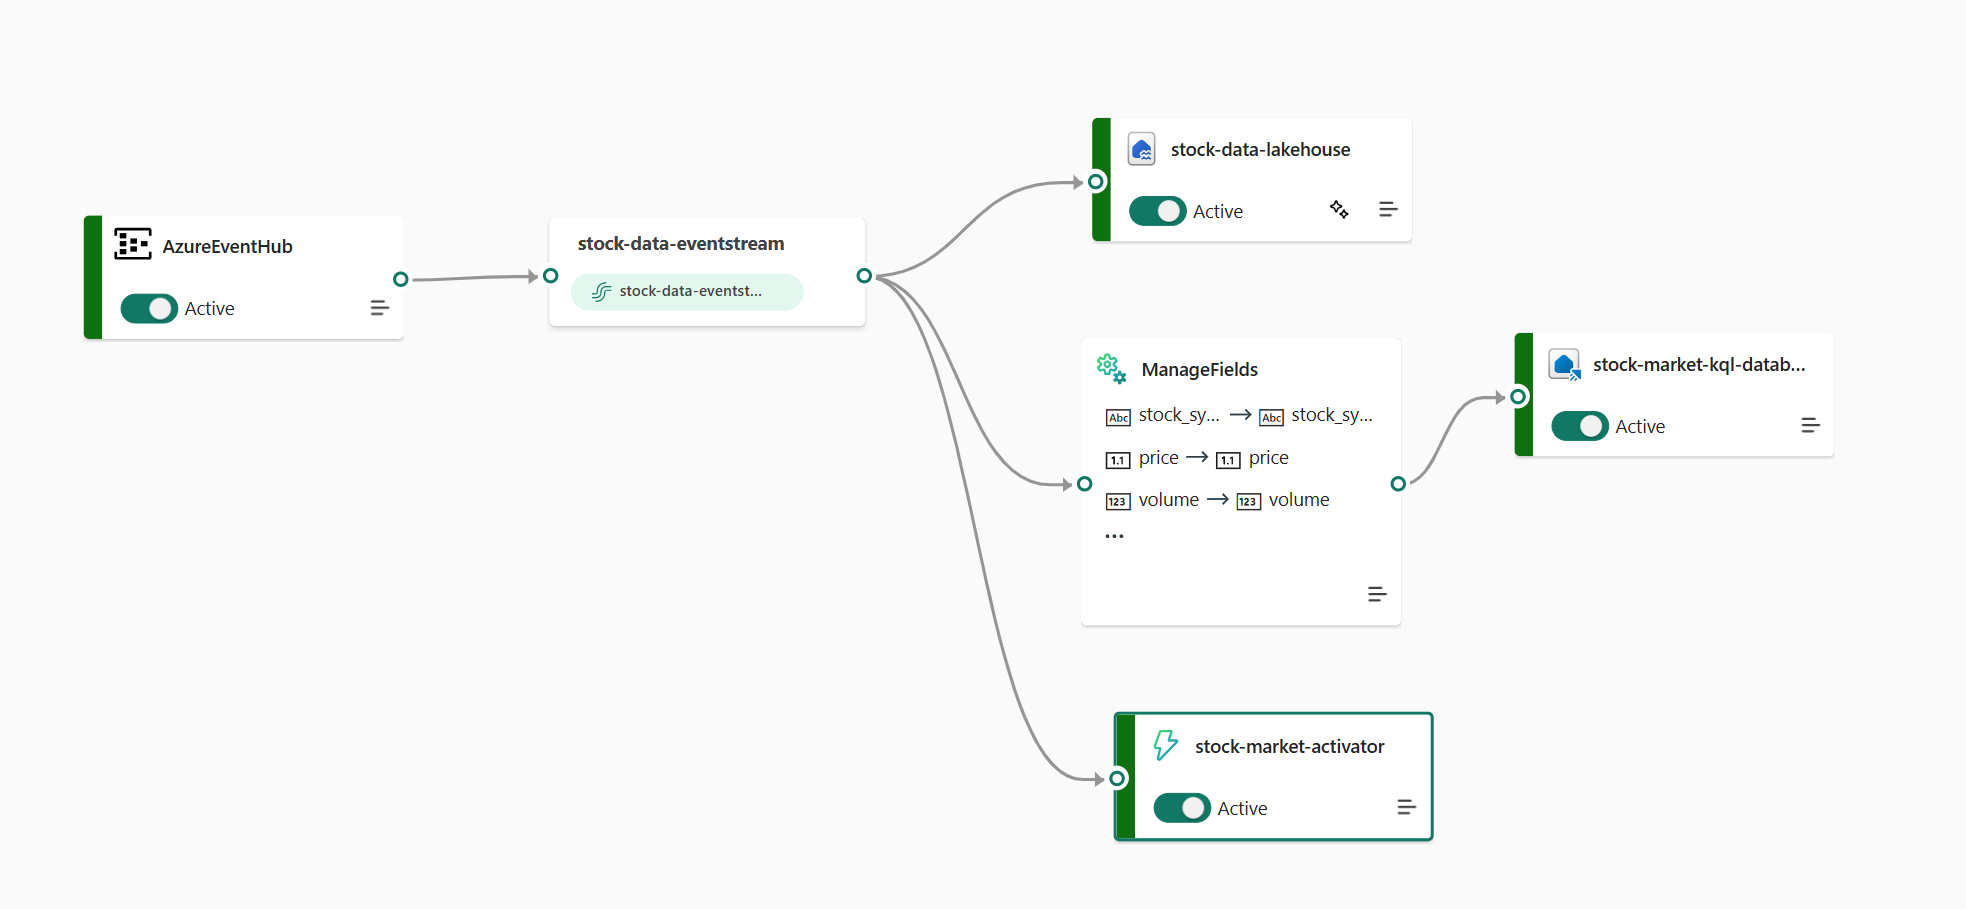 AzureEventHub
Active
stock-data-eventstream
stock-data-eventst...
stock-data-lakehouse
Active
ManageFields
Abc stock_sy... → Abc stock_sy...
1.1 price → 1.1 price
123 volume → 123 volume
...
stock-market-kql-datab...
Active
stock-market-activator
Active